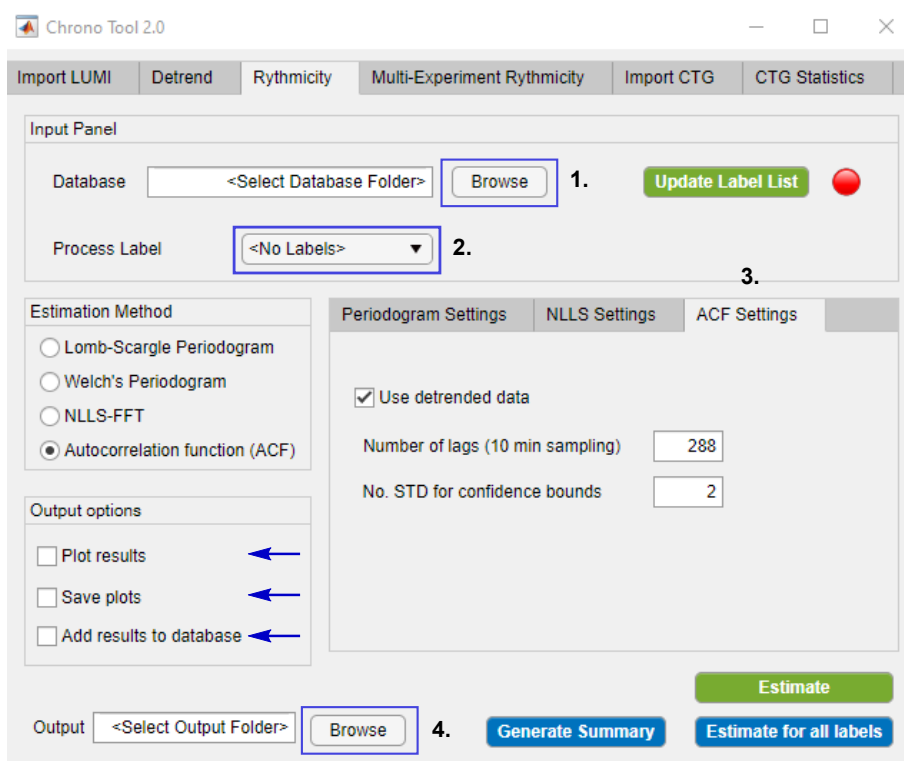 Chrono Tool 2.0
Import LUMI Detrend Rythmicity Multi-Experiment Rythmicity Import CTG CTG Statistics
Input Panel
Database <Select Database Folder> Browse 1. Update Label List
Process Label <No Labels> 2.
3.
Estimation Method
Lomb-Scargle Periodogram
Welch's Periodogram
NLLS-FFT
Autocorrelation function (ACF)
Periodogram Settings NLLS Settings ACF Settings
Use detrended data
Number of lags (10 min sampling) 288
No. STD for confidence bounds 2
Output options
Plot results
Save plots
Add results to database
Estimate
Output <Select Output Folder> Browse 4. Generate Summary Estimate for all labels